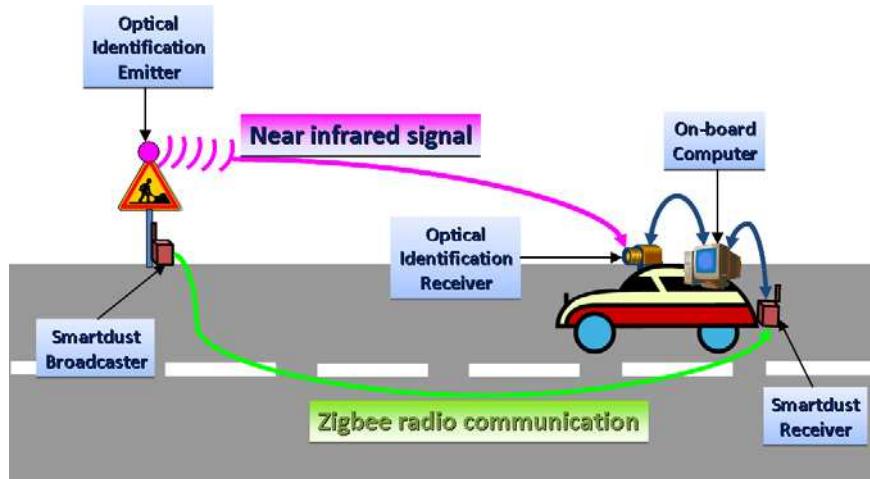 Optical
Identification
Emitter
Near infrared signal
On-board
Computer
Optical
Identification
Receiver
Smartdust
Broadcaster
Zigbee radio communication
Smartdust
Receiver